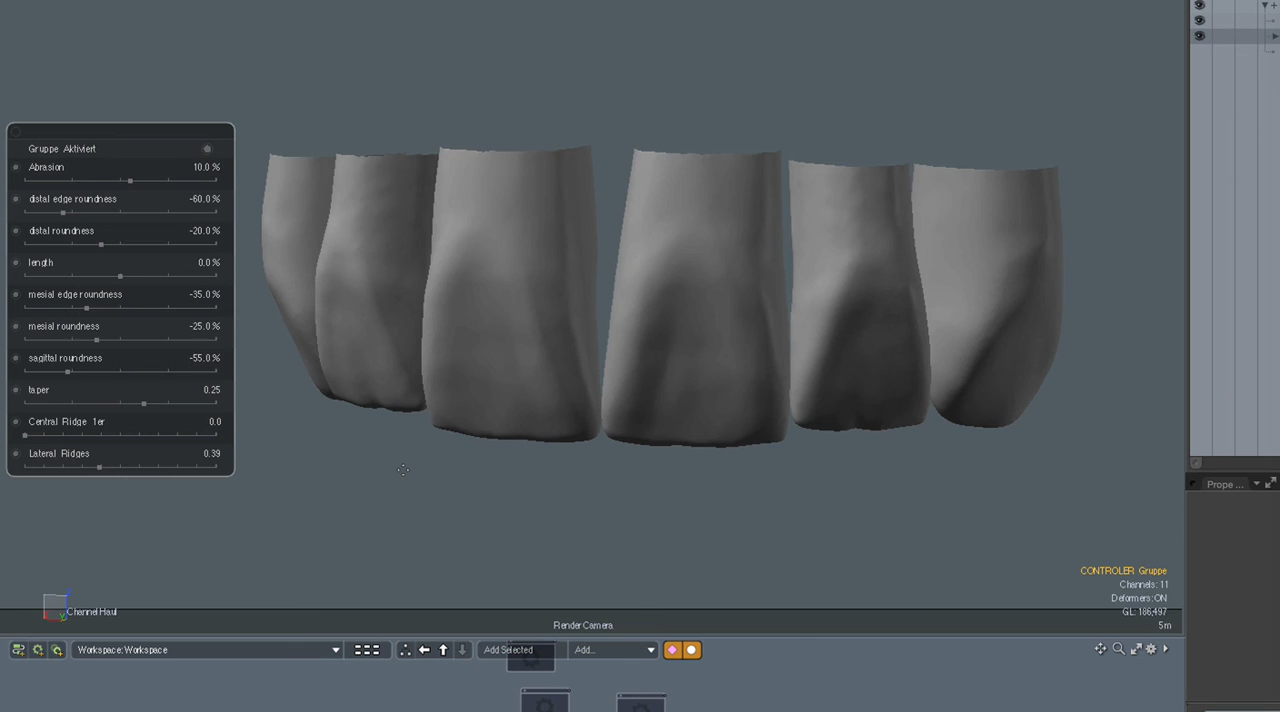 Gruppe Aktiviert
Abrasion 10.0 %
distal edge roundness -60.0 %
distal roundness -20.0 %
length 0.0 %
mesial edge roundness -35.0 %
mesial roundness -25.0 %
sagittal roundness -55.0 %
taper 0.25
Central Ridge 1er 0.0
Lateral Ridges 0.39
Prope ...
CONTROLER Gruppe
Channels: 11
Deformers: ON
GL: 186,497
5m
Channel Haul
Render Camera
Workspace: Workspace
Add Selected
Add...